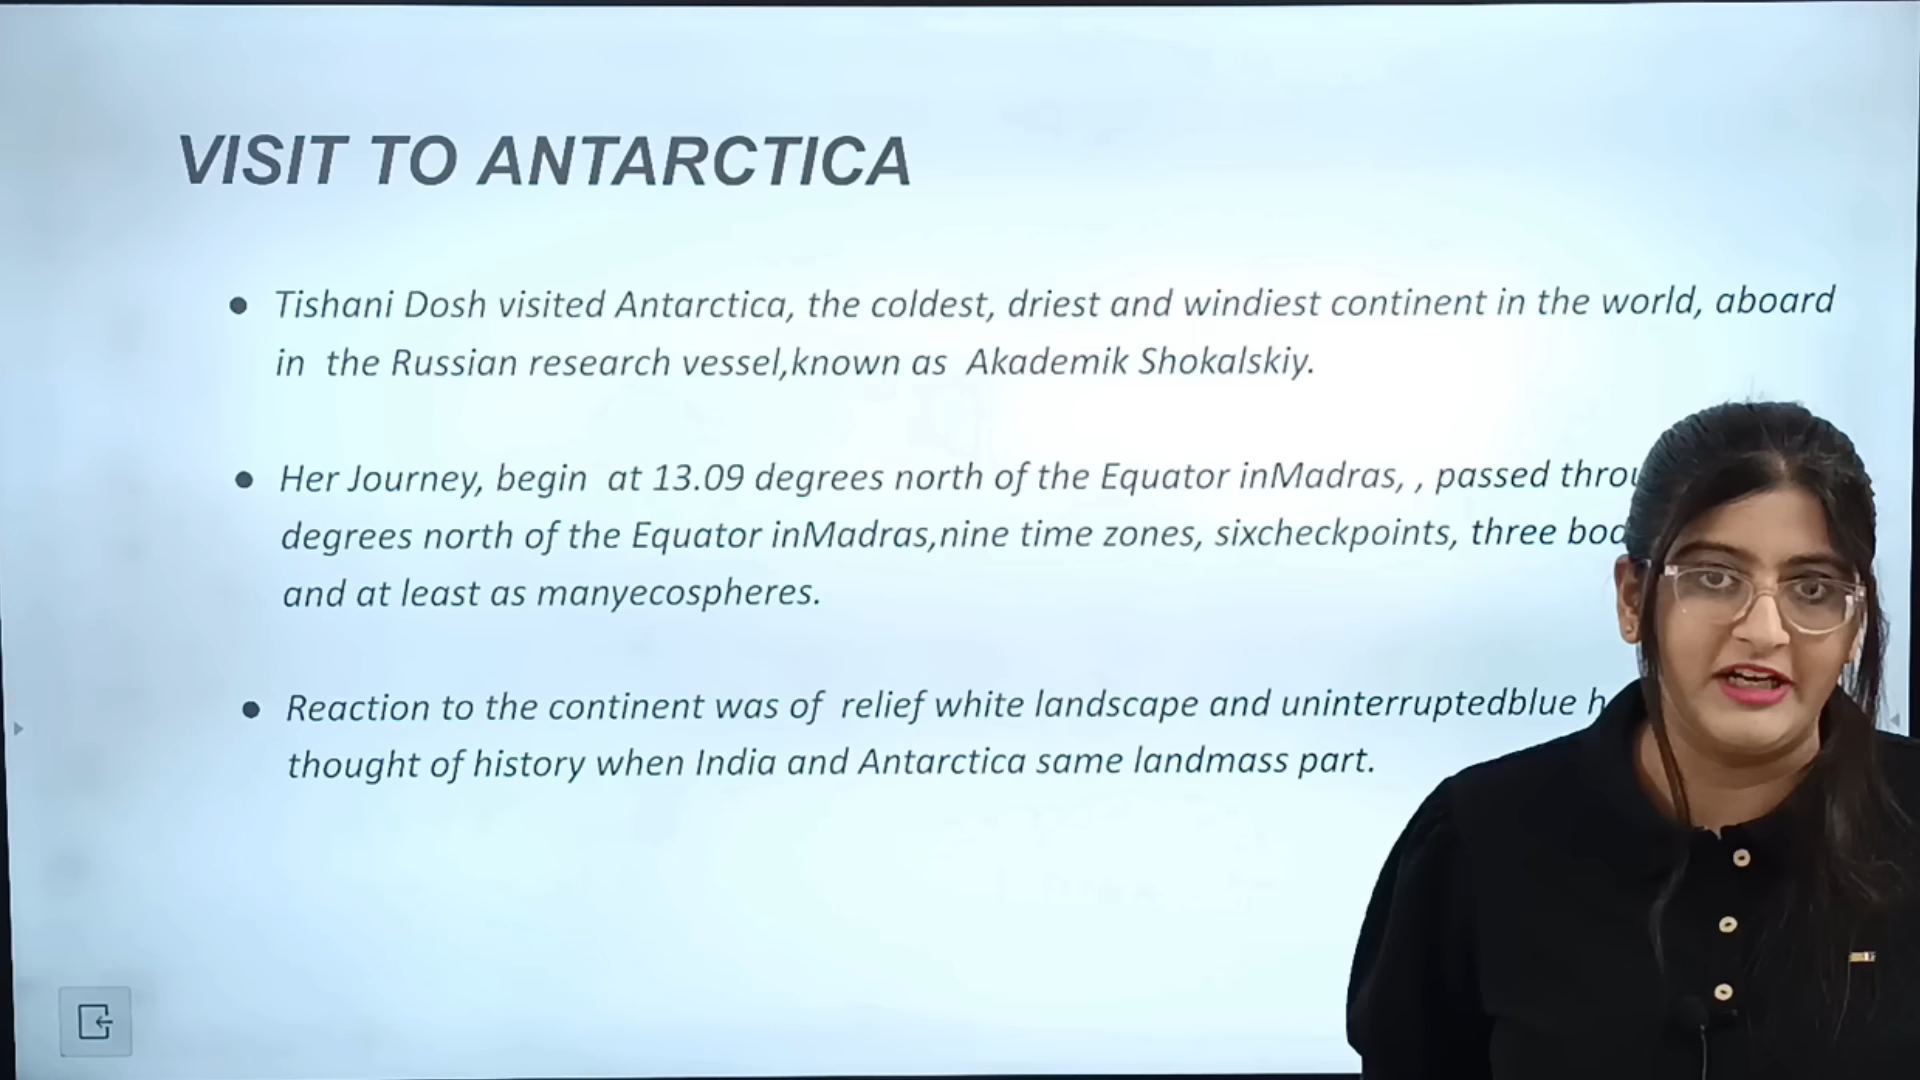 VISIT TO ANTARCTICA
● Tishani Dosh visited Antarctica, the coldest, driest and windiest continent in the world, aboard
in the Russian research vessel,known as Akademik Shokalskiy.
● Her Journey, begin at 13.09 degrees north of the Equator inMadras, , passed
degrees north of the Equator inMadras,nine time zones, sixcheckpoints, three
and at least as manyecospheres.
● Reaction to the continent was of relief white landscape and uninterruptedblue
thought of history when India and Antarctica same landmass part.